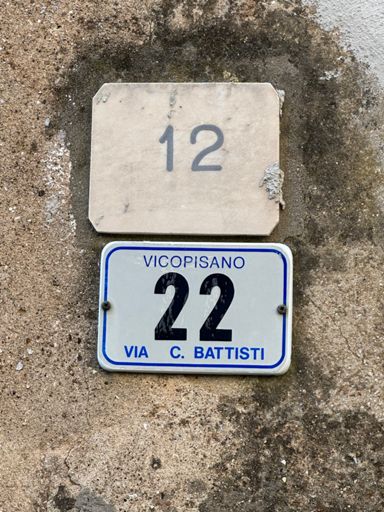 12
VICOPISANO
22
VIA C. BATTISTI